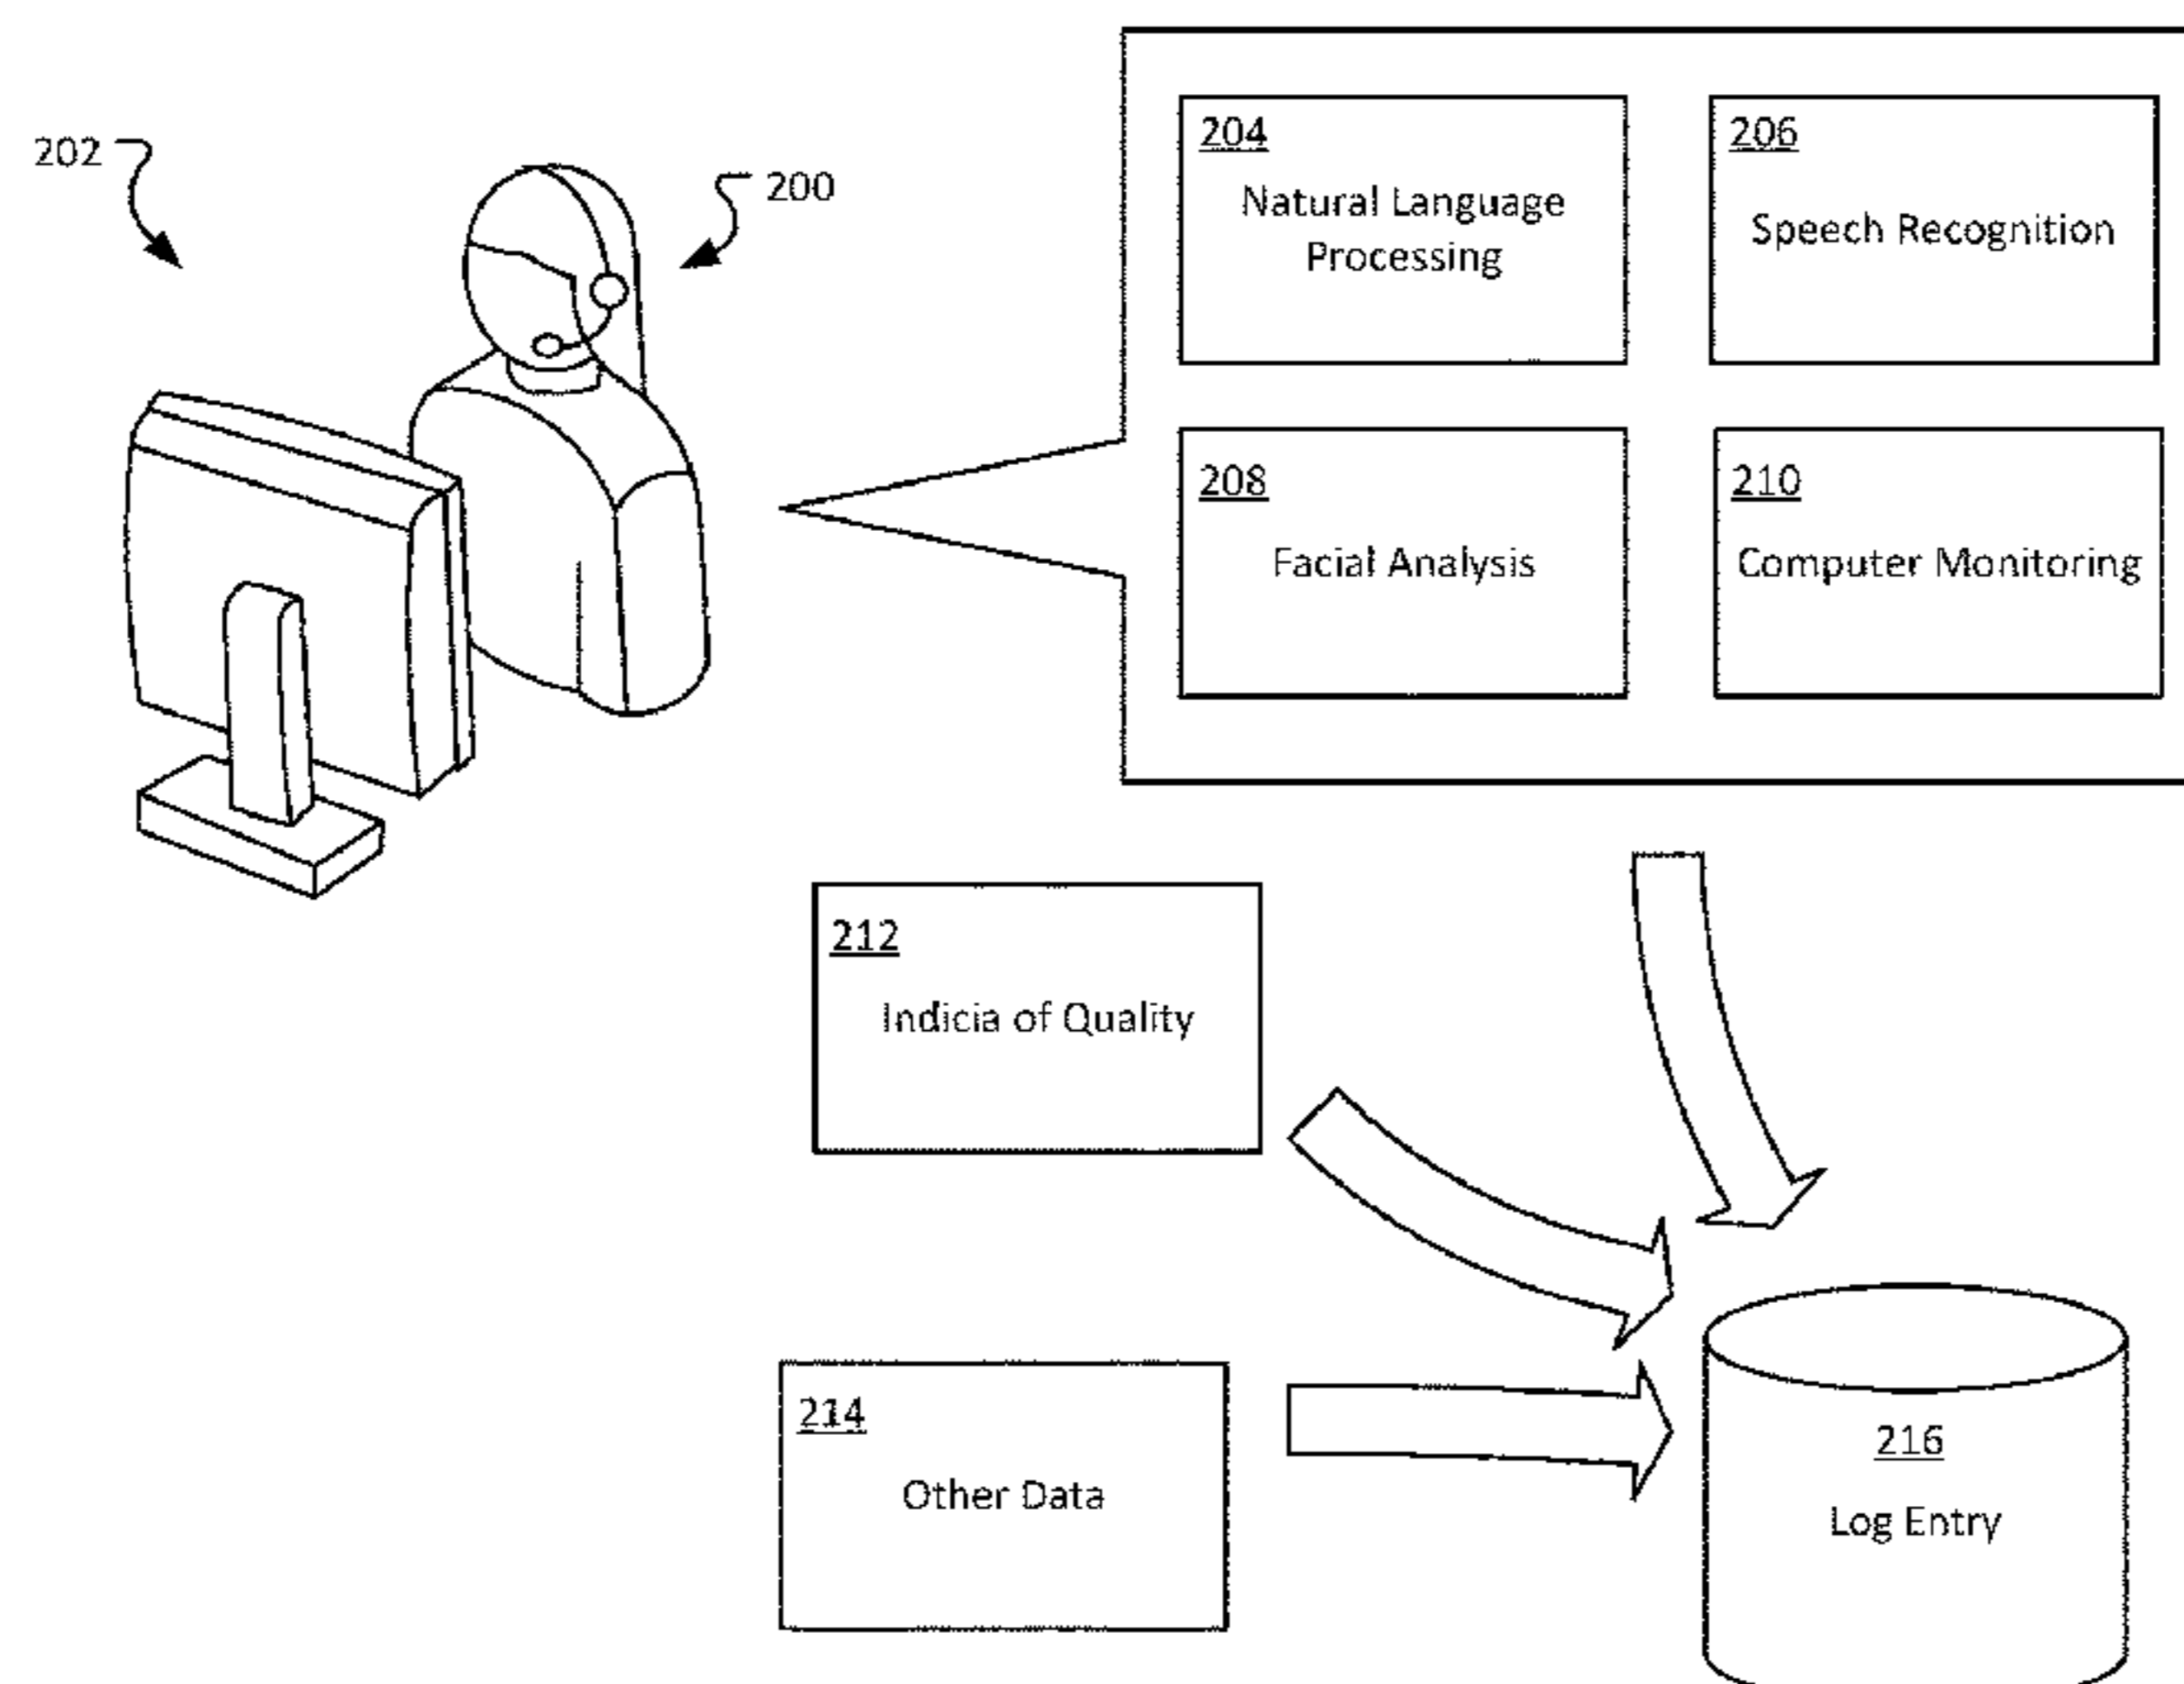 202
200
204
Natural Language
Processing
206
Speech Recognition
208
Facial Analysis
210
Computer Monitoring
212
Indicia of Quality
214
Other Data
216
Log Entry